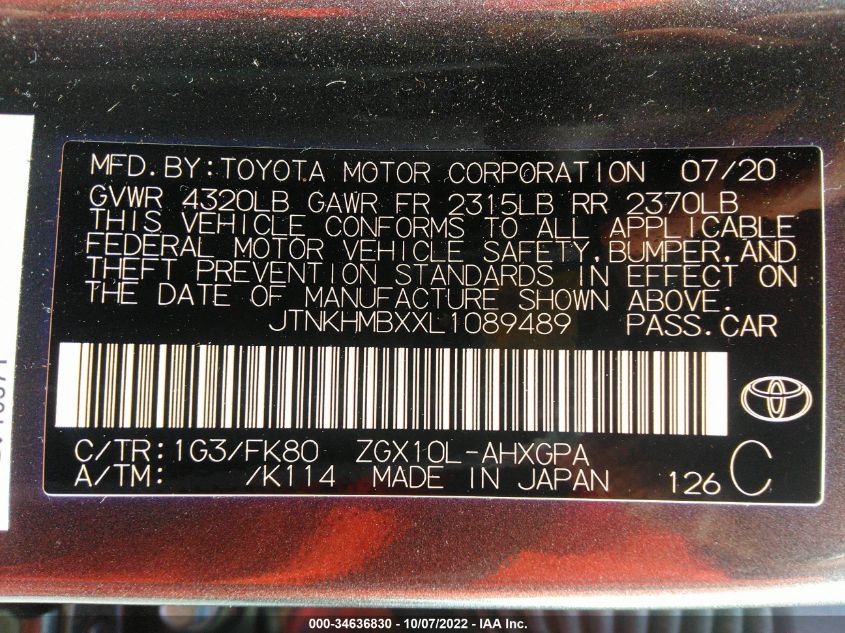 MFD.BY:TOYOTA MOTOR CORPORATION 07/20
GVWR 4320LB GAWR FR 2315LB RR 2370LB
THIS VEHICLE CONFORMS TO ALL APPLICABLE
FEDERAL MOTOR VEHICLE SAFETY,BUMPER,AND
THEFT PREVENTION STANDARDS IN EFFECT ON
THE DATE OF MANUFACTURE SHOWN ABOVE.
JTNKHMBXXL1089489 PASS.CAR
C/TR:1G3/FK80 ZGX10L-AHXGPA
A/TM: /K114 MADE IN JAPAN 126 C
000-34636830 - 10/07/2022 - IAA Inc.